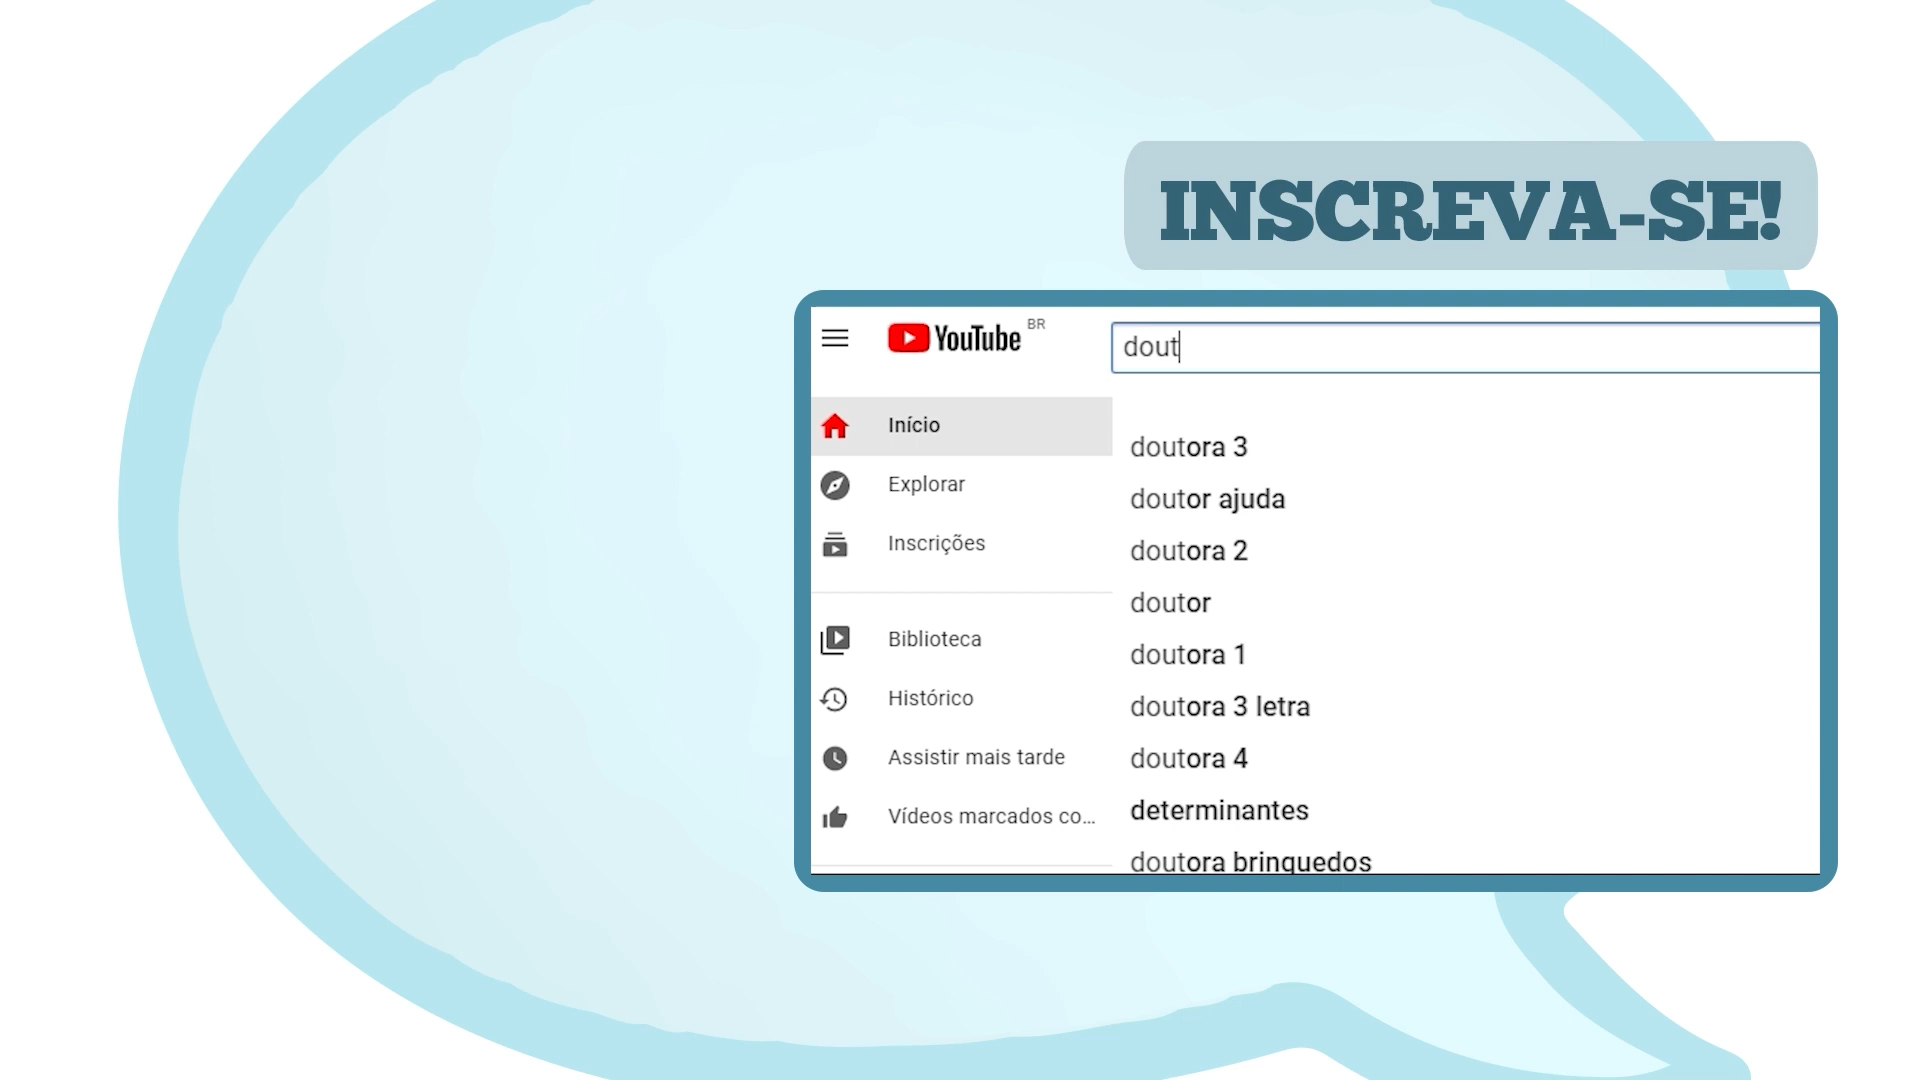 INSCREVA-SE!
YouTube BR
dout
Início
Explorar
Inscrições
Biblioteca
Histórico
Assistir mais tarde
Vídeos marcados co...
doutora 3
doutor ajuda
doutora 2
doutor
doutora 1
doutora 3 letra
doutora 4
determinantes
doutora brinquedos